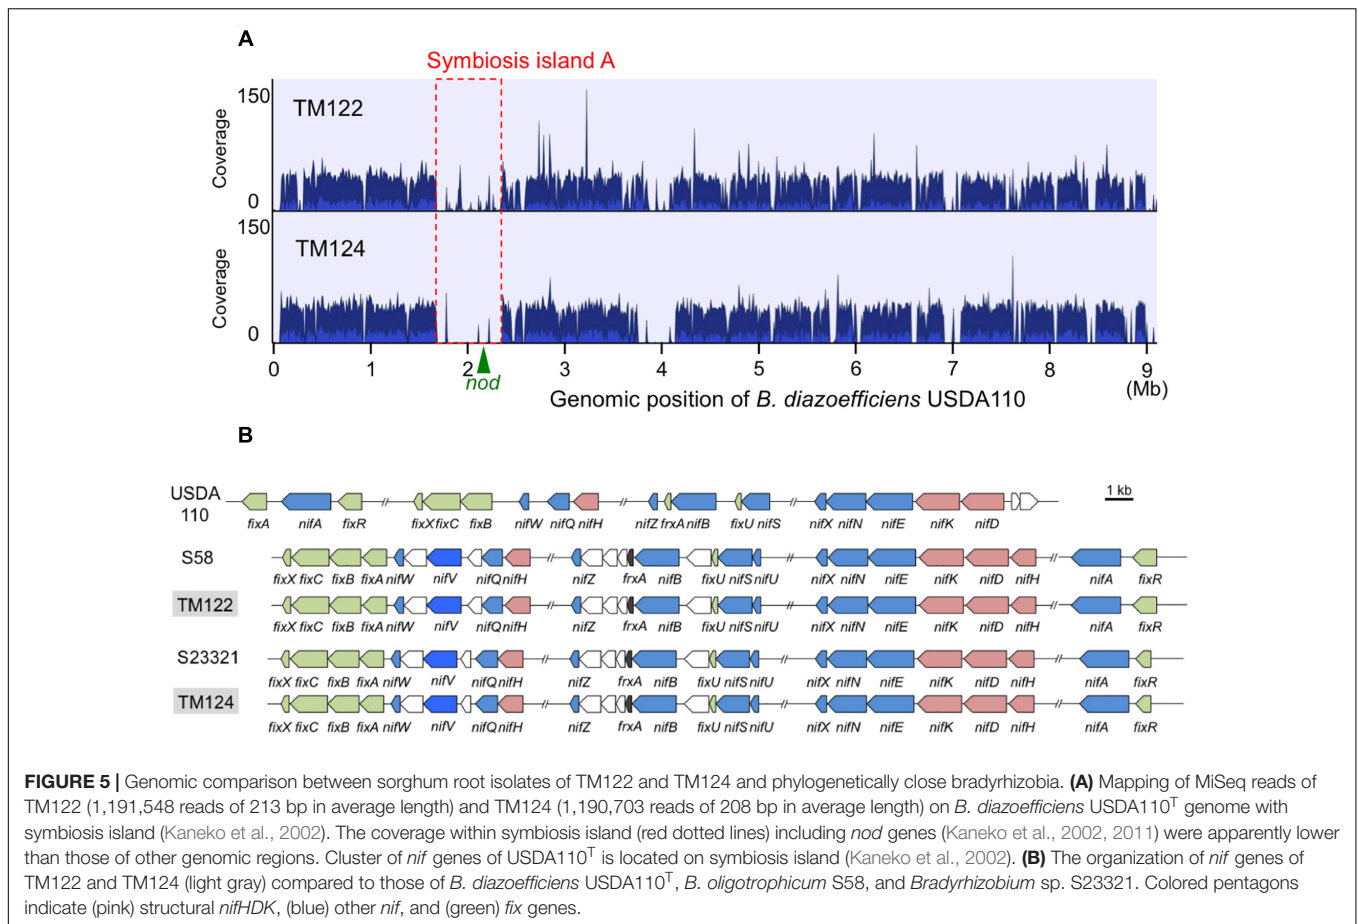 A
Symbiosis island A
150
TM122
Coverage
0
150
TM124
Coverage
0
0 1 2 3 4 5 6 7 8 9
nod
(Mb)
Genomic position of B. diazoefficiens USDA110
B
USDA
110
1 kb
fixA nifA fixR fixX fixC fixB nifW nifQ nifH nifZ frxA nifB fixU nifS nifX nifN nifE nifK nifD
S58
fixX fixC fixB fixA nifW nifV nifQ nifH nifZ frxA nifB fixU nifS nifU nifX nifN nifE nifK nifD nifH nifA fixR
TM122
fixX fixC fixB fixA nifW nifV nifQ nifH nifZ frxA nifB fixU nifS nifU nifX nifN nifE nifK nifD nifH nifA fixR
S23321
fixX fixC fixB fixA nifW nifV nifQ nifH nifZ frxA nifB fixU nifS nifU nifX nifN nifE nifK nifD nifH nifA fixR
TM124
fixX fixC fixB fixA nifW nifV nifQ nifH nifZ frxA nifB fixU nifS nifU nifX nifN nifE nifK nifD nifH nifA fixR
FIGURE 5 | Genomic comparison between sorghum root isolates of TM122 and TM124 and phylogenetically close bradyrhizobia. (A) Mapping of MiSeq reads of
TM122 (1,191,548 reads of 213 bp in average length) and TM124 (1,190,703 reads of 208 bp in average length) on B. diazoefficiens USDA110T genome with
symbiosis island (Kaneko et al., 2002). The coverage within symbiosis island (red dotted lines) including nod genes (Kaneko et al., 2002, 2011) were apparently lower
than those of other genomic regions. Cluster of nif genes of USDA110T is located on symbiosis island (Kaneko et al., 2002). (B) The organization of nif genes of
TM122 and TM124 (light gray) compared to those of B. diazoefficiens USDA110T, B. oligotrophicum S58, and Bradyrhizobium sp. S23321. Colored pentagons
indicate (pink) structural nifHDK, (blue) other nif, and (green) fix genes.